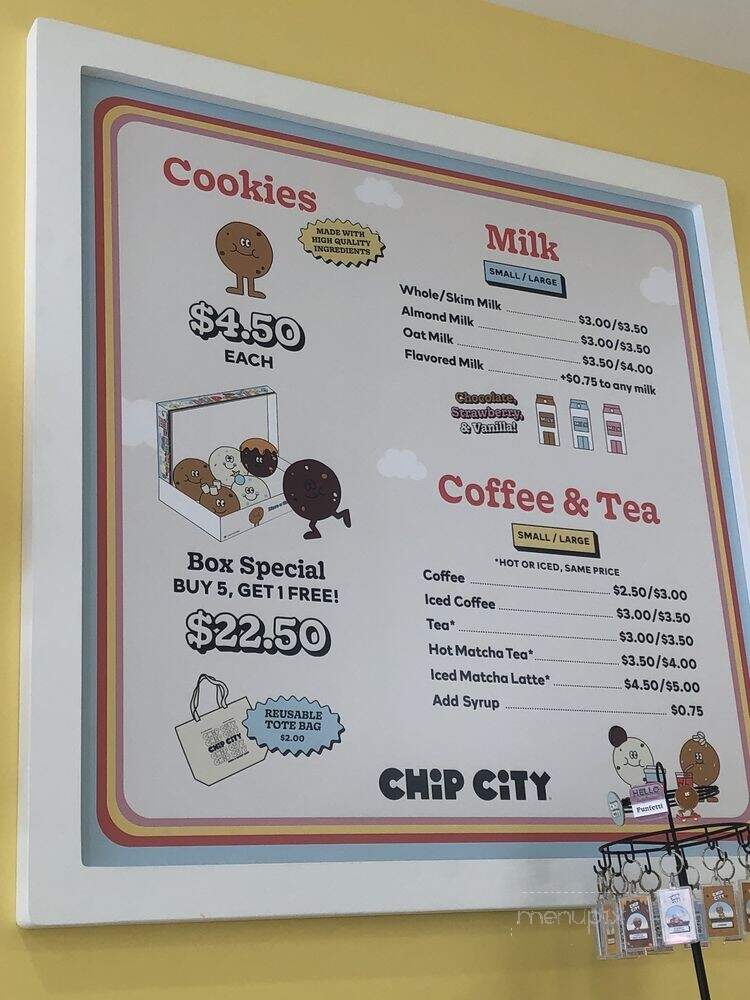 Cookies
MADE WITH
HIGH QUALITY
INGREDIENTS
$4.50
EACH
Box Special
BUY 5, GET 1 FREE!
$22.50
CHIP CITY
REUSABLE
TOTE BAG
$2.00
Milk
SMALL / LARGE
Whole/Skim Milk $3.00/$3.50
Almond Milk $3.00/$3.50
Oat Milk $3.50/$4.00
Flavored Milk +$0.75 to any milk
Chocolate,
Strawberry,
& Vanilla!
Coffee & Tea
SMALL / LARGE
*HOT OR ICED, SAME PRICE
Coffee $2.50/$3.00
Iced Coffee $3.00/$3.50
Tea* $3.00/$3.50
Hot Matcha Tea* $3.50/$4.00
Iced Matcha Latte* $4.50/$5.00
Add Syrup $0.75
CHiP CiTY
HELLO
Funfetti
menupix